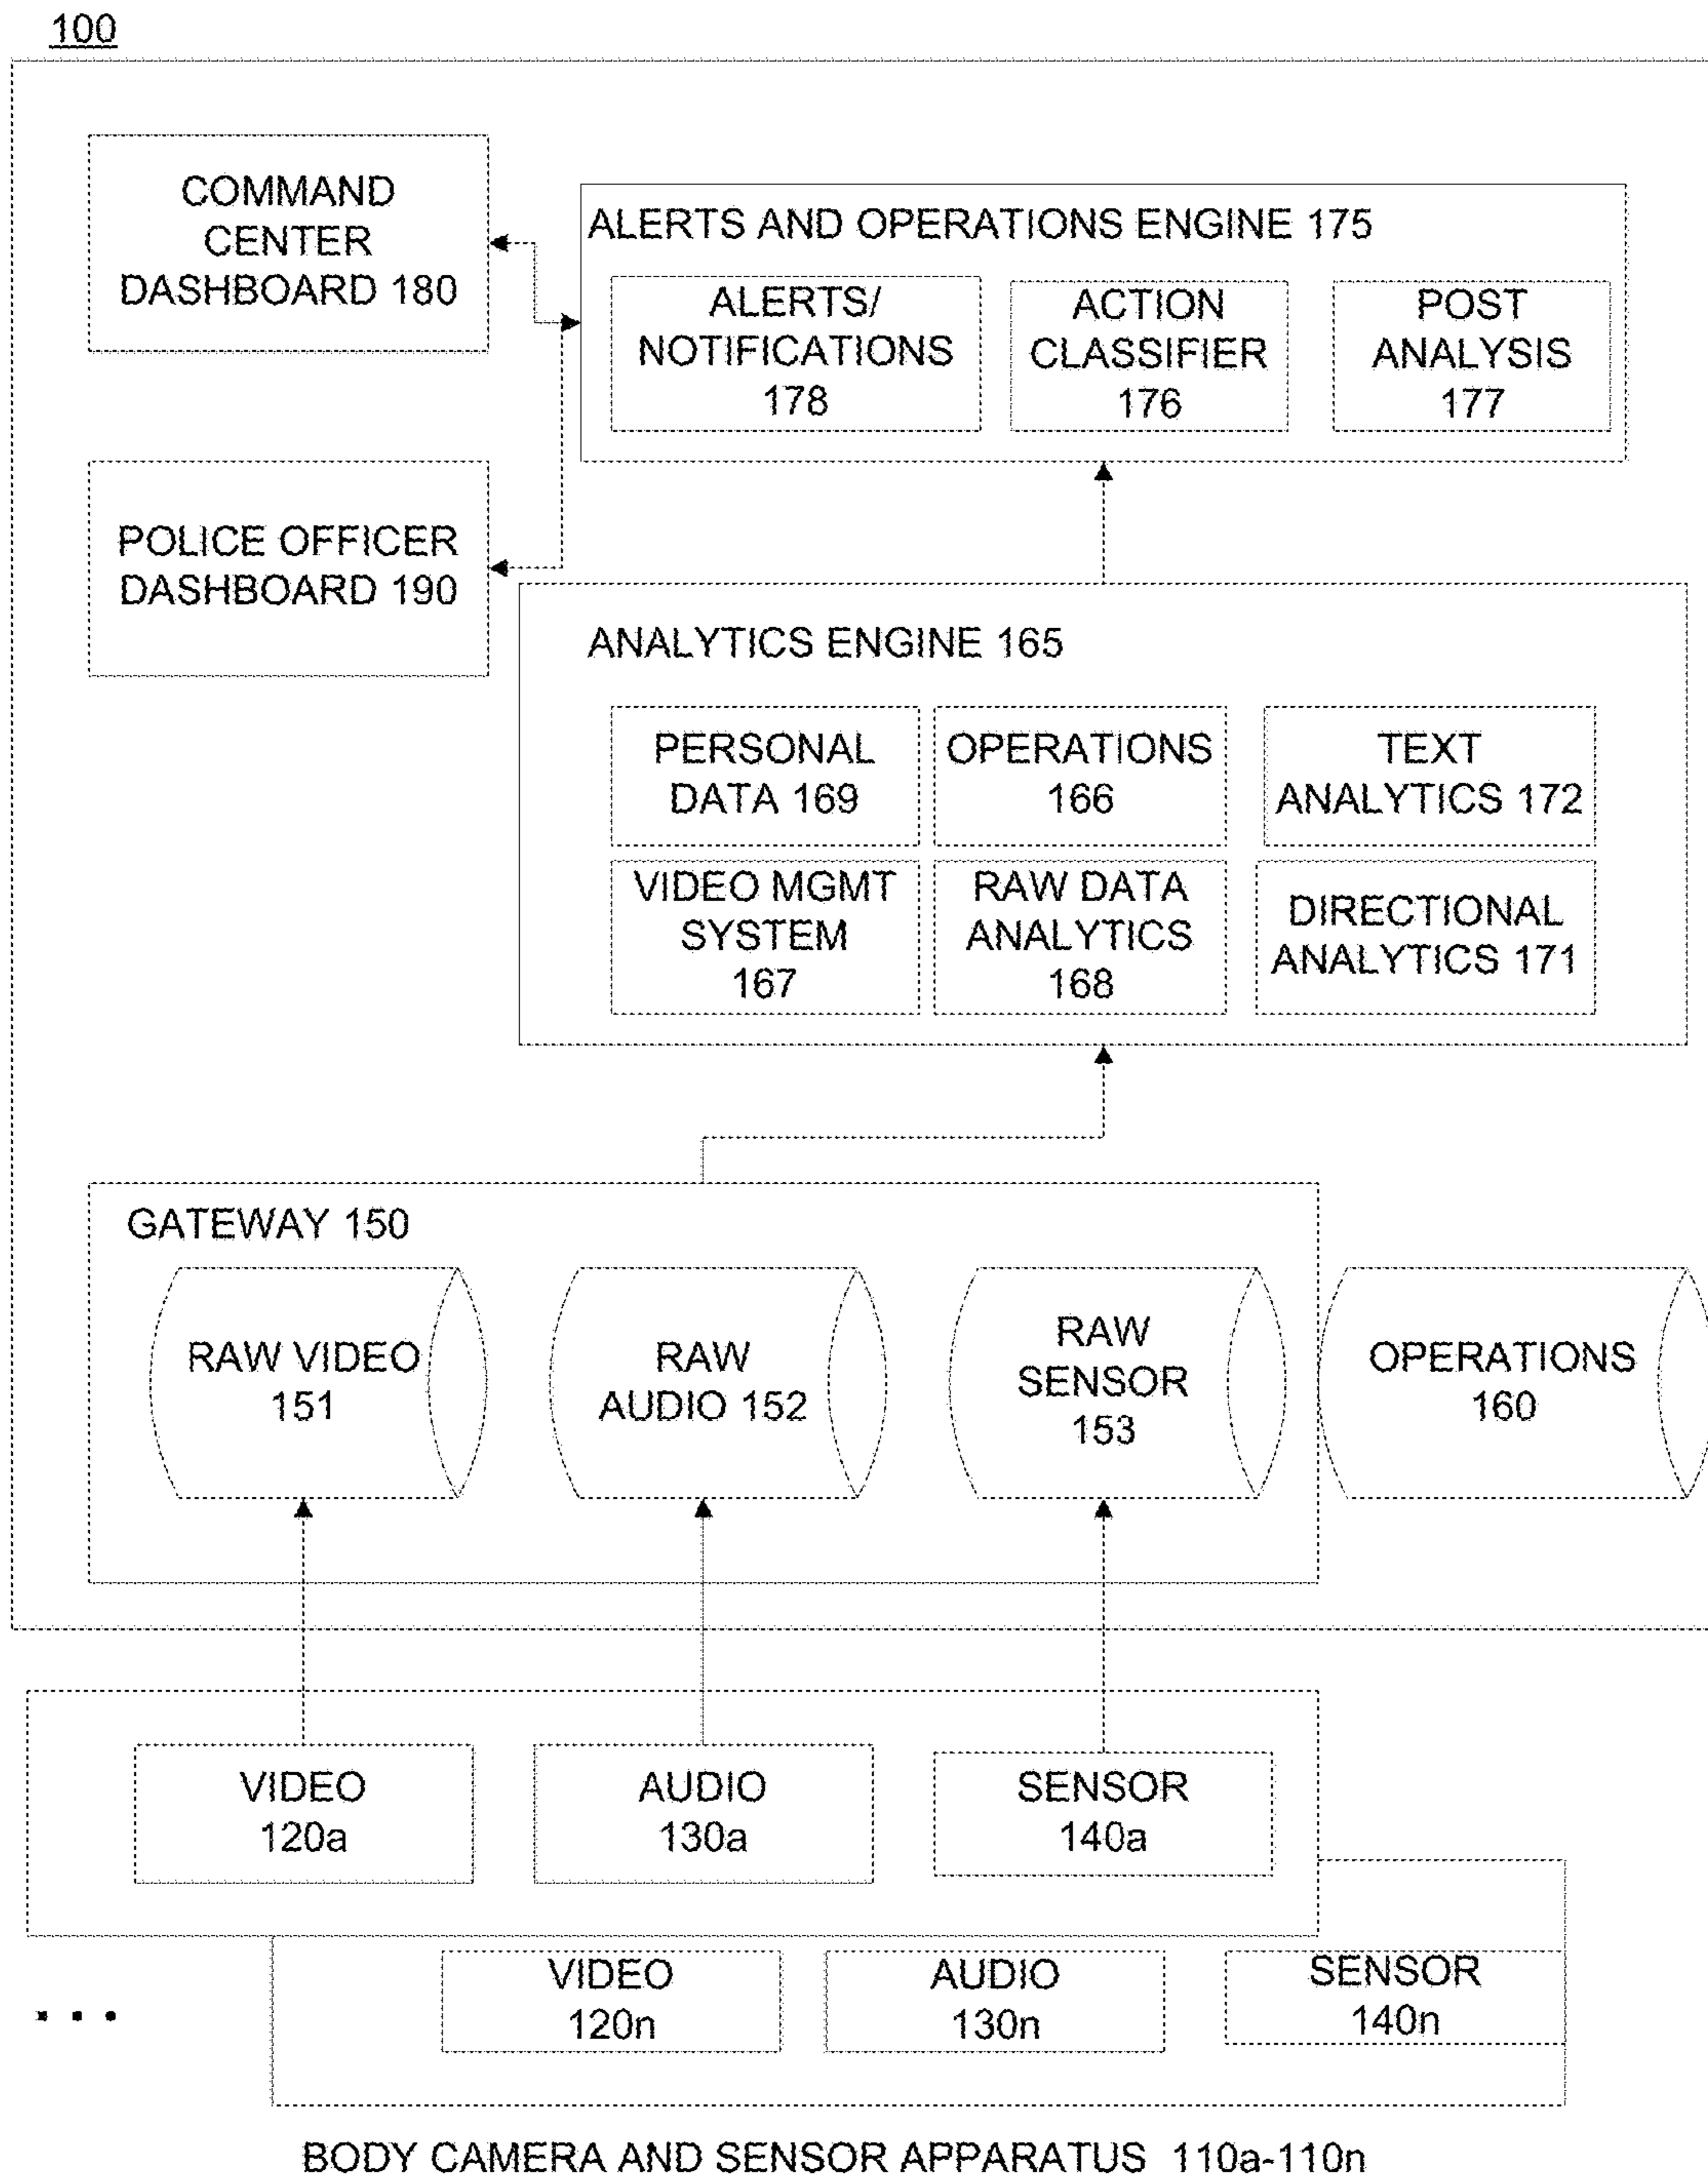 100
COMMAND
CENTER
DASHBOARD 180
ALERTS AND OPERATIONS ENGINE 175
ALERTS/
NOTIFICATIONS
178
ACTION
CLASSIFIER
176
POST
ANALYSIS
177
POLICE OFFICER
DASHBOARD 190
ANALYTICS ENGINE 165
PERSONAL
DATA 169
OPERATIONS
166
TEXT
ANALYTICS 172
VIDEO MGMT
SYSTEM
167
RAW DATA
ANALYTICS
168
DIRECTIONAL
ANALYTICS 171
GATEWAY 150
RAW VIDEO
151
RAW
AUDIO 152
RAW
SENSOR
153
OPERATIONS
160
VIDEO
120a
AUDIO
130a
SENSOR
140a
VIDEO
120n
AUDIO
130n
SENSOR
140n
. . .
BODY CAMERA AND SENSOR APPARATUS 110a-110n